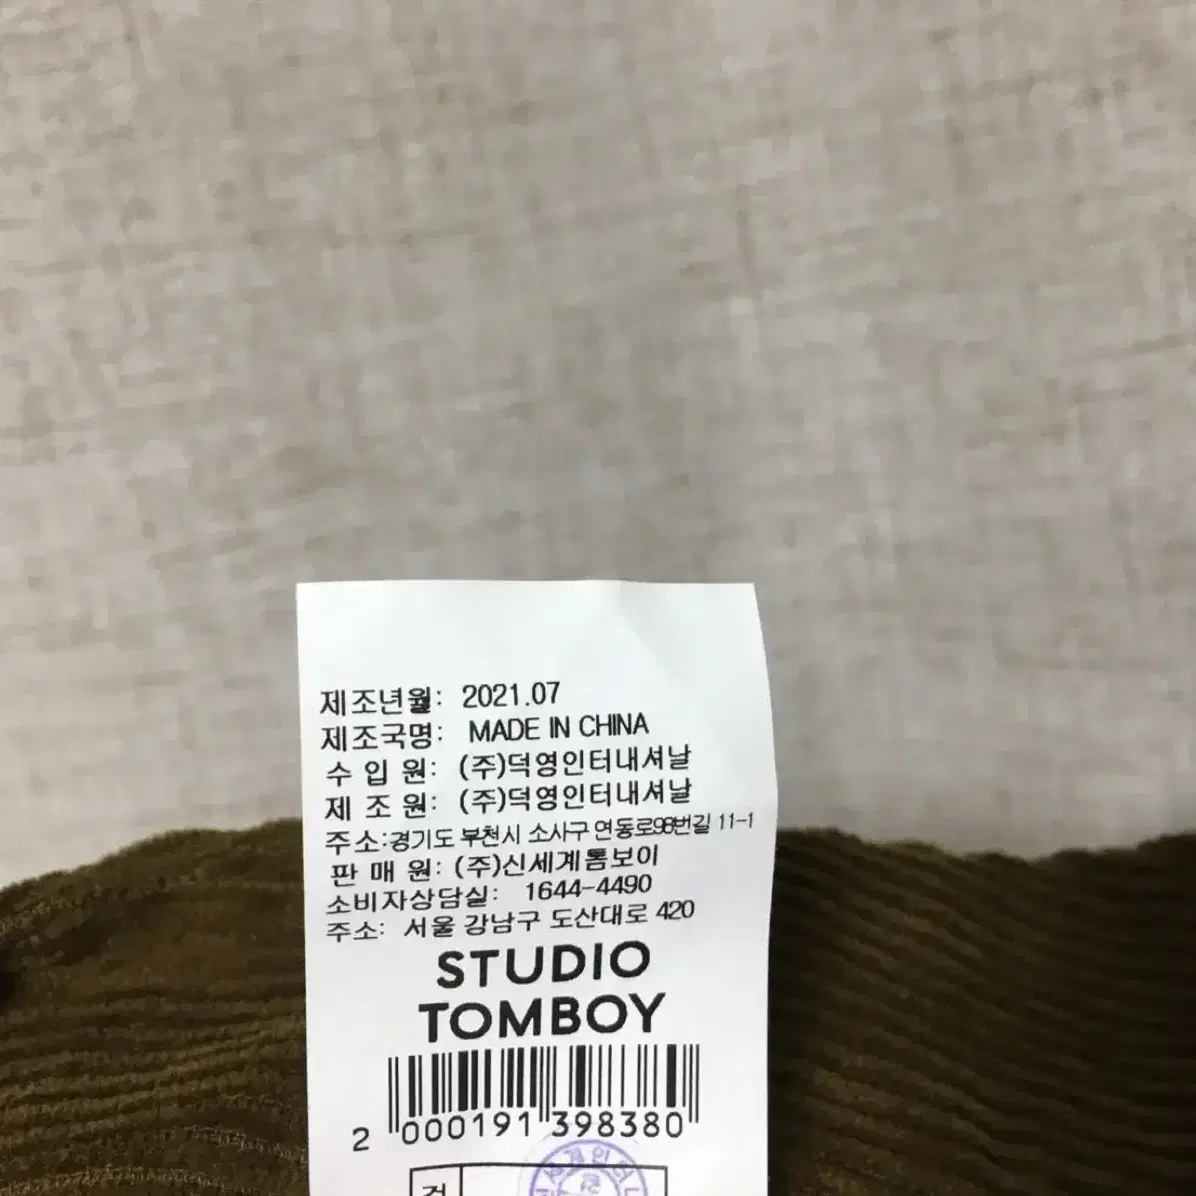 제조년월: 2021.07
제조국명: MADE IN CHINA
수 입 원: (주)덕영인터내셔날
제 조 원: (주)덕영인터내셔날
주소:경기도 부천시 소사구 연동로98번길 11-1
판 매 원: (주)신세계톰보이
소비자상담실: 1644-4490
주소: 서울 강남구 도산대로 420
STUDIO
TOMBOY
2 000191 398380